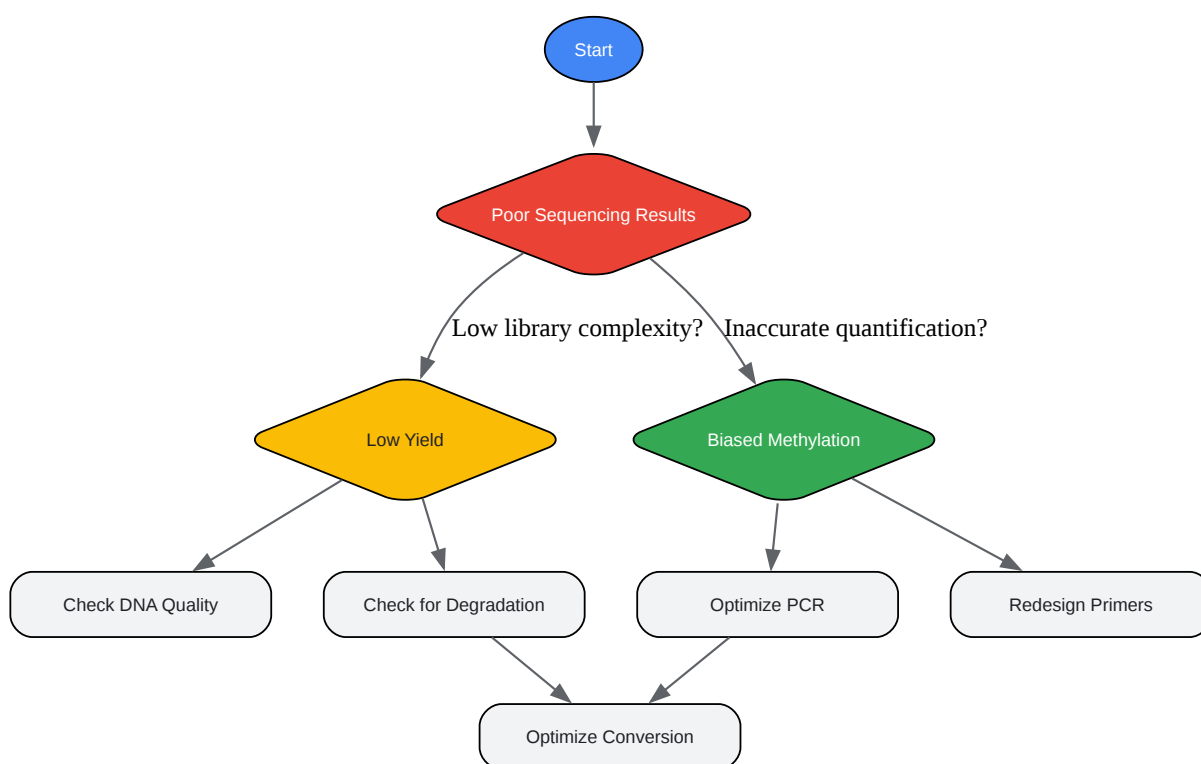 Start
Poor Sequencing Results
Low library complexity?
Inaccurate quantification?
Low Yield
Biased Methylation
Check DNA Quality
Check for Degradation
Optimize PCR
Redesign Primers
Optimize Conversion